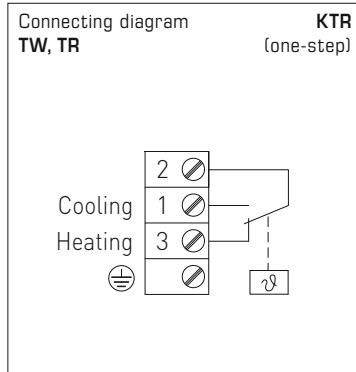 Connecting diagram KTR
TW, TR (one-step)
2
Cooling 1
Heating 3
ϑ